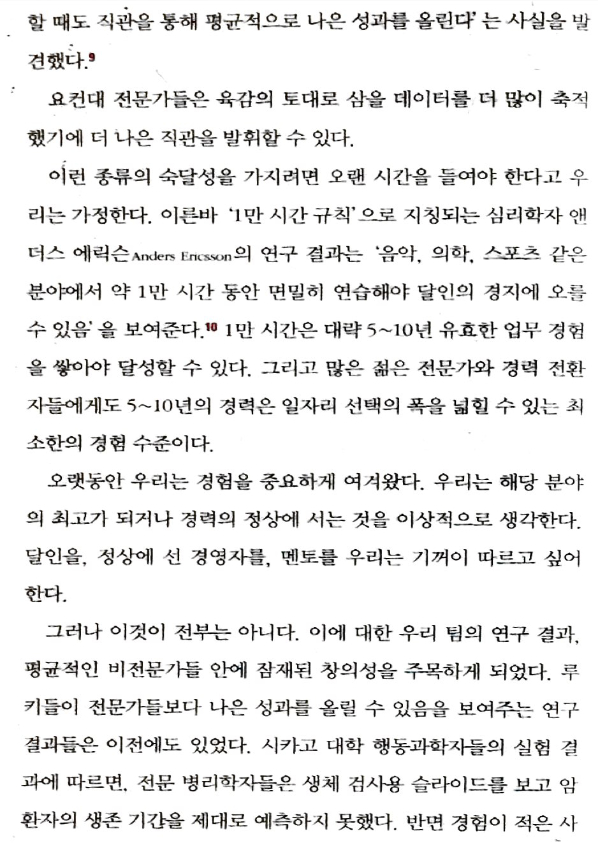 할 때도 직관을 통해 평균적으로 나은 성과를 올린다’는 사실을 발
견했다.9
요컨대 전문가들은 육감의 토대로 삼을 데이터를 더 많이 축적
했기에 더 나은 직관을 발휘할 수 있다.
이런 종류의 숙달성을 가지려면 오랜 시간을 들여야 한다고 우
리는 가정한다. 이른바 ‘1만 시간 규칙’으로 지칭되는 심리학자 앤
더스 에릭슨Anders Ericsson의 연구 결과는 ‘음악, 의학, 스포츠 같은
분야에서 약 1만 시간 동안 면밀히 연습해야 달인의 경지에 오를
수 있음’을 보여준다.10 1만 시간은 대략 5~10년 유효한 업무 경험
을 쌓아야 달성할 수 있다. 그리고 많은 젊은 전문가와 경력 전환
자들에게도 5~10년의 경력은 일자리 선택의 폭을 넓힐 수 있는 최
소한의 경험 수준이다.
오랫동안 우리는 경험을 중요하게 여겨왔다. 우리는 해당 분야
의 최고가 되거나 경력의 정상에 서는 것을 이상적으로 생각한다.
달인을, 정상에 선 경영자를, 멘토를 우리는 기꺼이 따르고 싶어
한다.
그러나 이것이 전부는 아니다. 이에 대한 우리 팀의 연구 결과,
평균적인 비전문가들 안에 잠재된 창의성을 주목하게 되었다. 루
키들이 전문가들보다 나은 성과를 올릴 수 있음을 보여주는 연구
결과들은 이전에도 있었다. 시카고 대학 행동과학자들의 실험 결
과에 따르면, 전문 병리학자들은 생체 검사용 슬라이드를 보고 암
환자의 생존 기간을 제대로 예측하지 못했다. 반면 경험이 적은 사